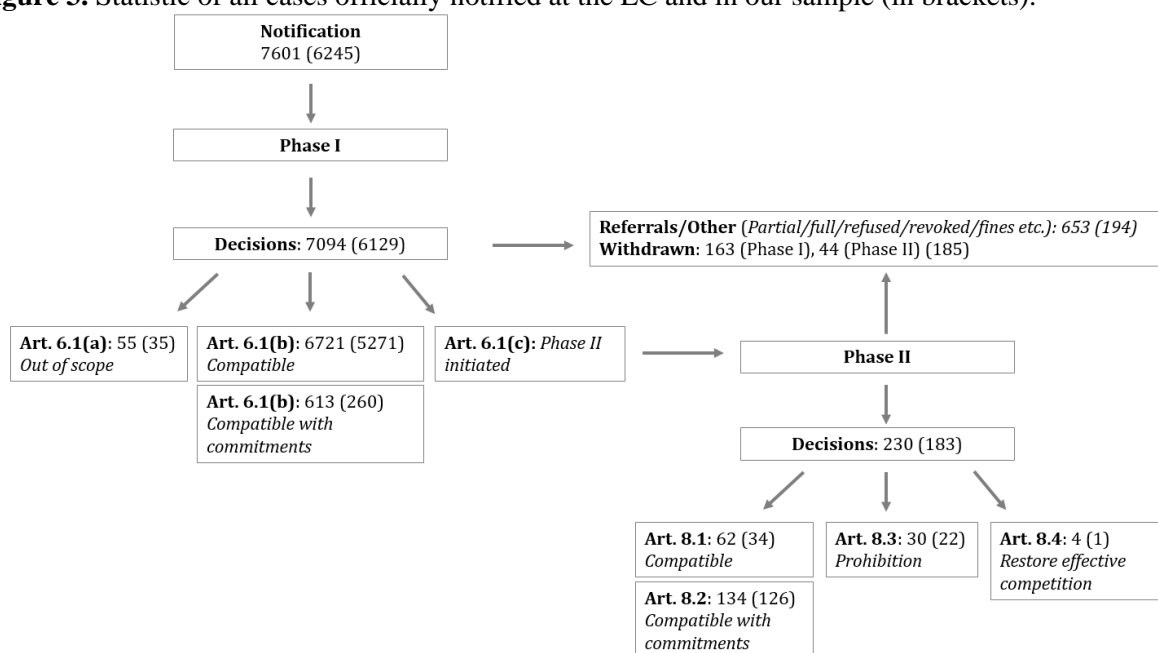 Figure 3. Statistic of all cases officially notified at the EC and in our sample (in brackets).
Notification
7601 (6245)
Phase I
Decisions: 7094 (6129)
Referrals/Other (Partial/full/refused/revoked/fines etc.): 653 (194)
Withdrawn: 163 (Phase I), 44 (Phase II) (185)
Art. 6.1(a): 55 (35)
Out of scope
Art. 6.1(b): 6721 (5271)
Compatible
Art. 6.1(b): 613 (260)
Compatible with
commitments
Art. 6.1(c): Phase II
initiated
Phase II
Decisions: 230 (183)
Art. 8.1: 62 (34)
Compatible
Art. 8.2: 134 (126)
Compatible with
commitments
Art. 8.3: 30 (22)
Prohibition
Art. 8.4: 4 (1)
Restore effective
competition